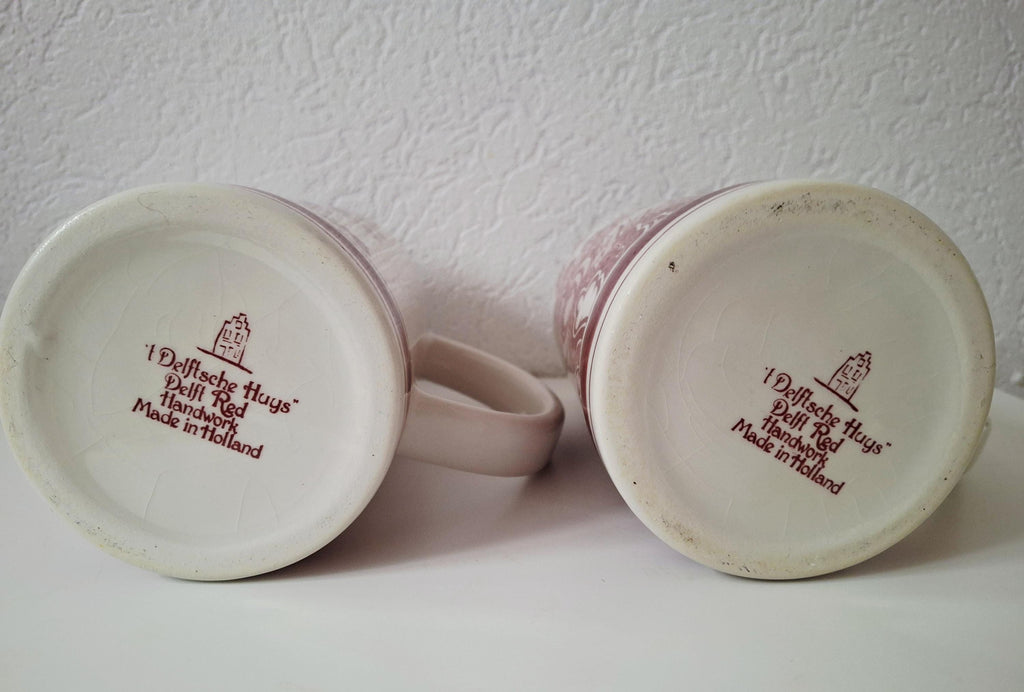 't Delftsche Huys"
Delft Red
Handwork
Made in Holland
't Delftsche Huys"
Delft Red
Handwork
Made in Holland